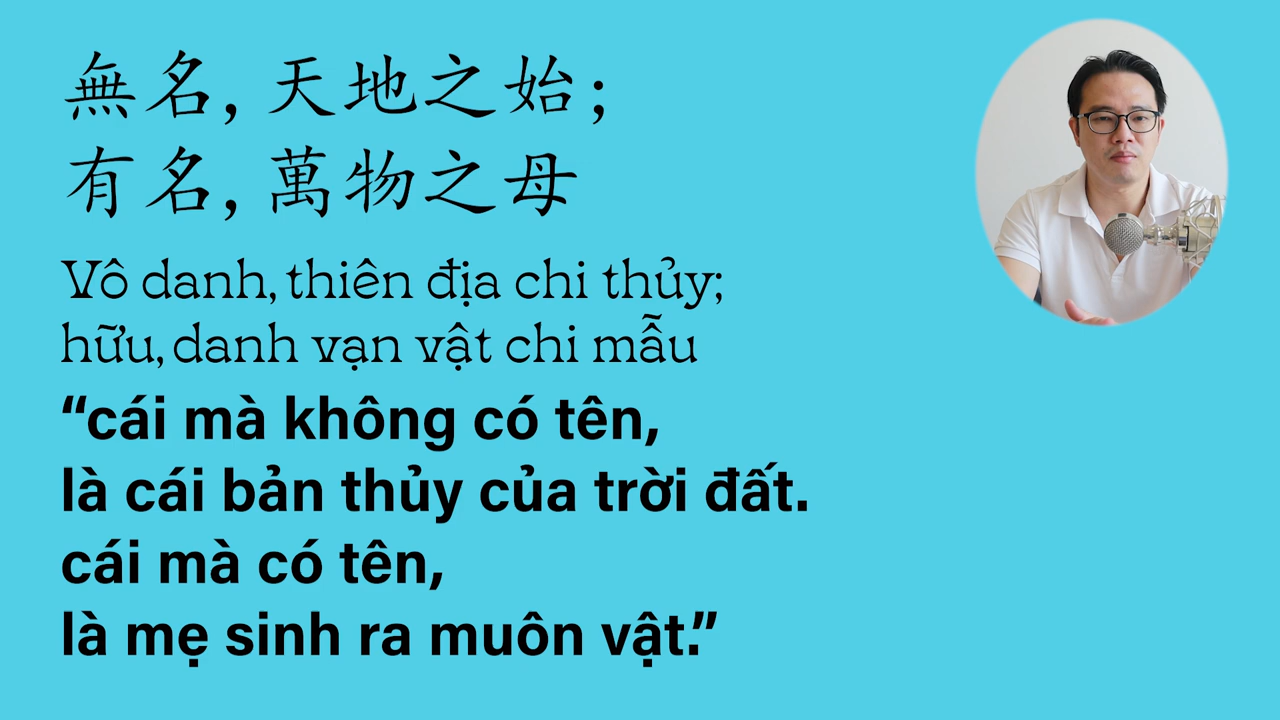 無名, 天地之始;
有名, 萬物之母
Vô danh, thiên địa chi thủy;
hữu, danh vạn vật chi mẫu
“cái mà không có tên,
là cái bản thủy của trời đất.
cái mà có tên,
là mẹ sinh ra muôn vật.”